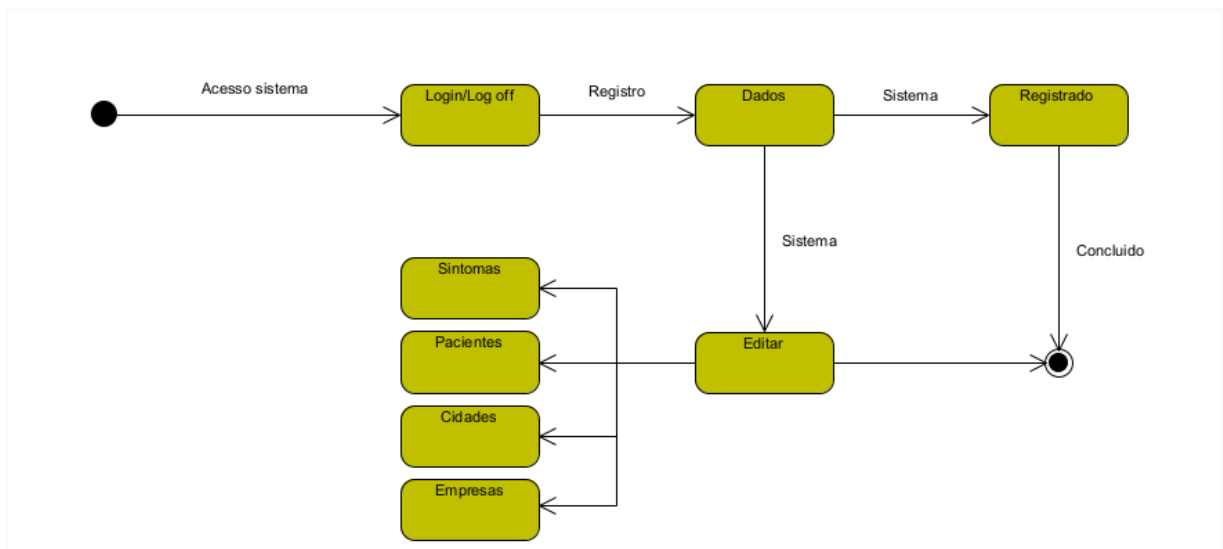 Acesso sistema
Login/Log off
Registro
Dados
Sistema
Registrado
Sistema
Concluido
Sintomas
Pacientes
Editar
Cidades
Empresas